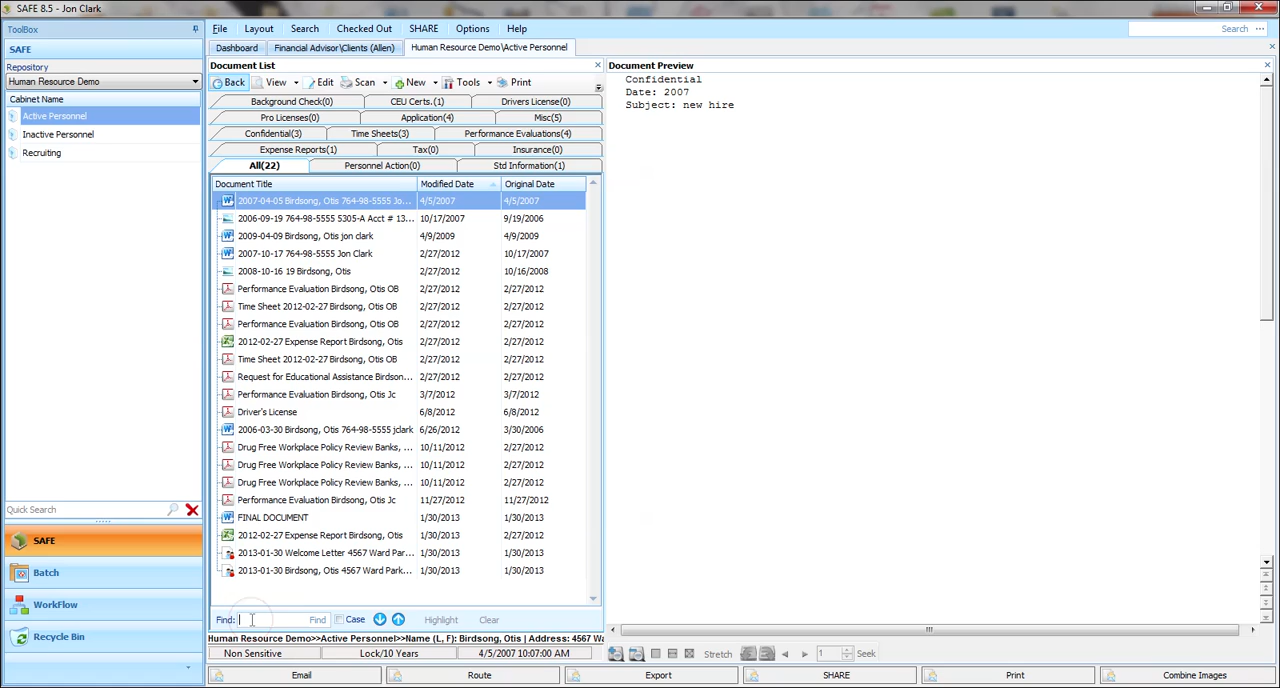 SAFE 8.5 - Jon Clark
ToolBox
File Layout Search Checked Out SHARE Options Help
Search
SAFE
Dashboard Financial Advisor\Clients (Allen) Human Resource Demo\Active Personnel
Repository
Human Resource Demo
Cabinet Name
Active Personnel
Inactive Personnel
Recruiting
Quick Search
SAFE
Batch
WorkFlow
Recycle Bin
Document List
Back View Edit Scan New Tools Print
Background Check(0) CEU Certs.(1) Drivers License(0)
Pro Licenses(0) Application(4) Misc(5)
Confidential(3) Time Sheets(3) Performance Evaluations(4)
Expense Reports(1) Tax(0) Insurance(0)
All(22) Personnel Action(0) Std Information(1)
Document Title Modified Date Original Date
2007-04-05 Birdsong, Otis 764-98-5555 Jo... 4/5/2007 4/5/2007
2006-09-19 764-98-5555 5305-A Acct # 13... 10/17/2007 9/19/2006
2009-04-09 Birdsong, Otis jon clark 4/9/2009 4/9/2009
2007-10-17 764-98-5555 Jon Clark 2/27/2012 10/17/2007
2008-10-16 19 Birdsong, Otis 2/27/2012 10/16/2008
Performance Evaluation Birdsong, Otis OB 2/27/2012 2/27/2012
Time Sheet 2012-02-27 Birdsong, Otis OB 2/27/2012 2/27/2012
Performance Evaluation Birdsong, Otis OB 2/27/2012 2/27/2012
2012-02-27 Expense Report Birdsong, Otis 2/27/2012 2/27/2012
Time Sheet 2012-02-27 Birdsong, Otis OB 2/27/2012 2/27/2012
Request for Educational Assistance Birdson... 2/27/2012 2/27/2012
Performance Evaluation Birdsong, Otis Jc 3/7/2012 3/7/2012
Driver's License 6/8/2012 6/8/2012
2006-03-30 Birdsong, Otis 764-98-5555 jclark 6/26/2012 3/30/2006
Drug Free Workplace Policy Review Banks, ... 10/11/2012 2/27/2012
Drug Free Workplace Policy Review Banks, ... 10/11/2012 2/27/2012
Drug Free Workplace Policy Review Banks, ... 10/11/2012 2/27/2012
Performance Evaluation Birdsong, Otis Jc 11/27/2012 11/27/2012
FINAL DOCUMENT 1/30/2013 1/30/2013
2012-02-27 Expense Report Birdsong, Otis 1/30/2013 2/27/2012
2013-01-30 Welcome Letter 4567 Ward Par... 1/30/2013 1/30/2013
2013-01-30 Birdsong, Otis 4567 Ward Park... 1/30/2013 1/30/2013
Find: Find Case Highlight Clear
Human Resource Demo>>Active Personnel>>Name (L, F): Birdsong, Otis | Address: 4567 Wa
Non Sensitive Lock/10 Years 4/5/2007 10:07:00 AM
Document Preview
Confidential
Date: 2007
Subject: new hire
Stretch 1 Seek
Email Route Export SHARE Print Combine Images